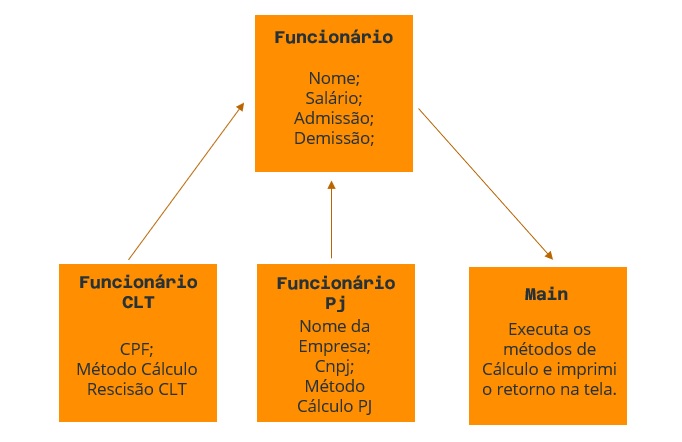 Funcionário
Nome;
Salário;
Admissão;
Demissão;
Funcionário
CLT
CPF;
Método Cálculo
Rescisão CLT
Funcionário
Pj
Nome da
Empresa;
Cnpj;
Método
Cálculo PJ
Main
Executa os
métodos de
Cálculo e imprimi
o retorno na tela.